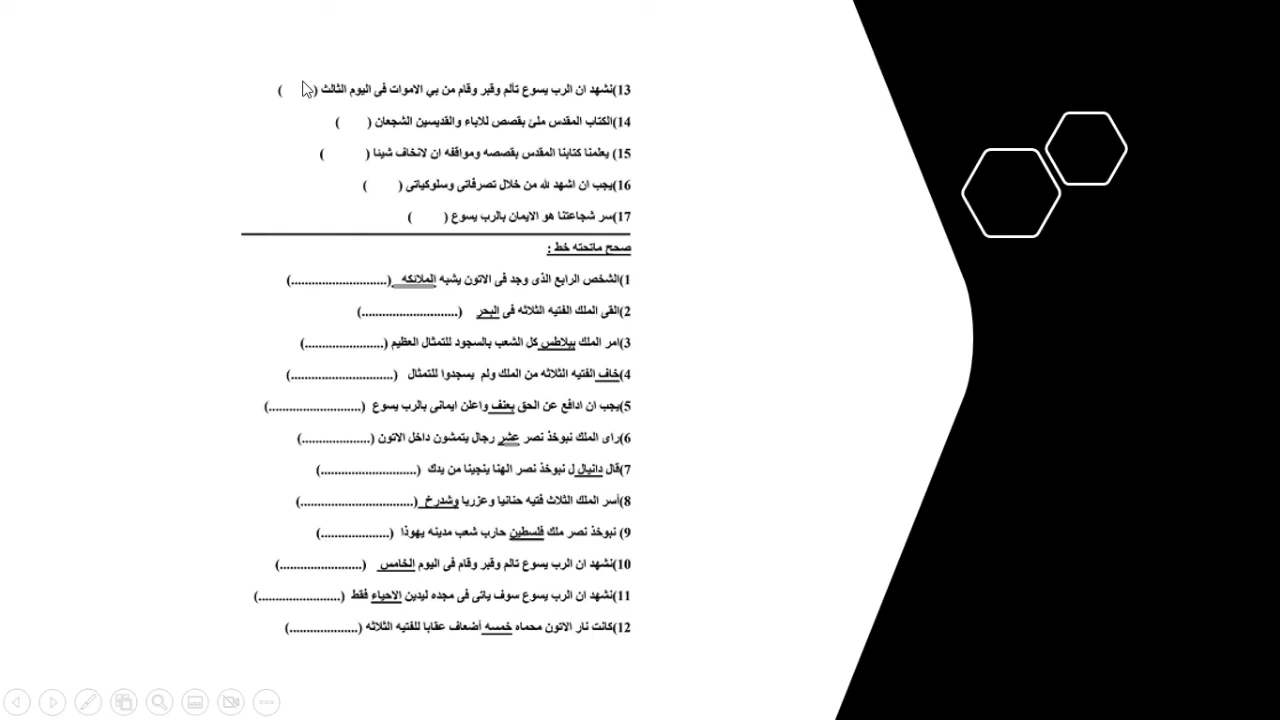 13)نشهد ان الرب يسوع تألم وقبر وقام من بي الاموات فى اليوم الثالث (      )
14)الكتاب المقدس ملئ بقصص للاباء والقديسين الشجعان (      )
15) يعلمنا كتابنا المقدس بقصصه ومواقفه ان لانخاف شيئا (      )
16)يجب ان اشهد لله من خلال تصرفاتى وسلوكياتى (      )
17)سر شجاعتنا هو الايمان بالرب يسوع (      )
صحح ماتحته خط :
1)الشخص الرابع الذى وجد فى الاتون يشبه الملائكه (............................)
2)القى الملك الفتيه الثلاثه فى البحر (............................)
3)امر الملك بيلاطس كل الشعب بالسجود للتمثال العظيم (.......................)
4)خاف الفتيه الثلاثه من الملك ولم يسجدوا للتمثال (..............................)
5)يجب ان ادافع عن الحق بعنف واعلن ايمانى بالرب يسوع (...........................)
6)راى الملك نبوخذ نصر عشر رجال يتمشون داخل الاتون (....................)
7)قال دانيال ل نبوخذ نصر الهنا ينجينا من يدك (............................)
8)أسر الملك الثلاث فتيه حنانيا وعزريا وشدرخ (.................................)
9) نبوخذ نصر ملك فلسطين حارب شعب مدينه يهوذا (....................)
10)نشهد ان الرب يسوع تالم وقبر وقام فى اليوم الخامس (........................)
11)نشهد ان الرب يسوع سوف ياتى فى مجده ليدين الاحياء فقط (........................)
12)كانت نار الاتون محماه خمسه أضعاف عقابا للفتيه الثلاثه (....................)